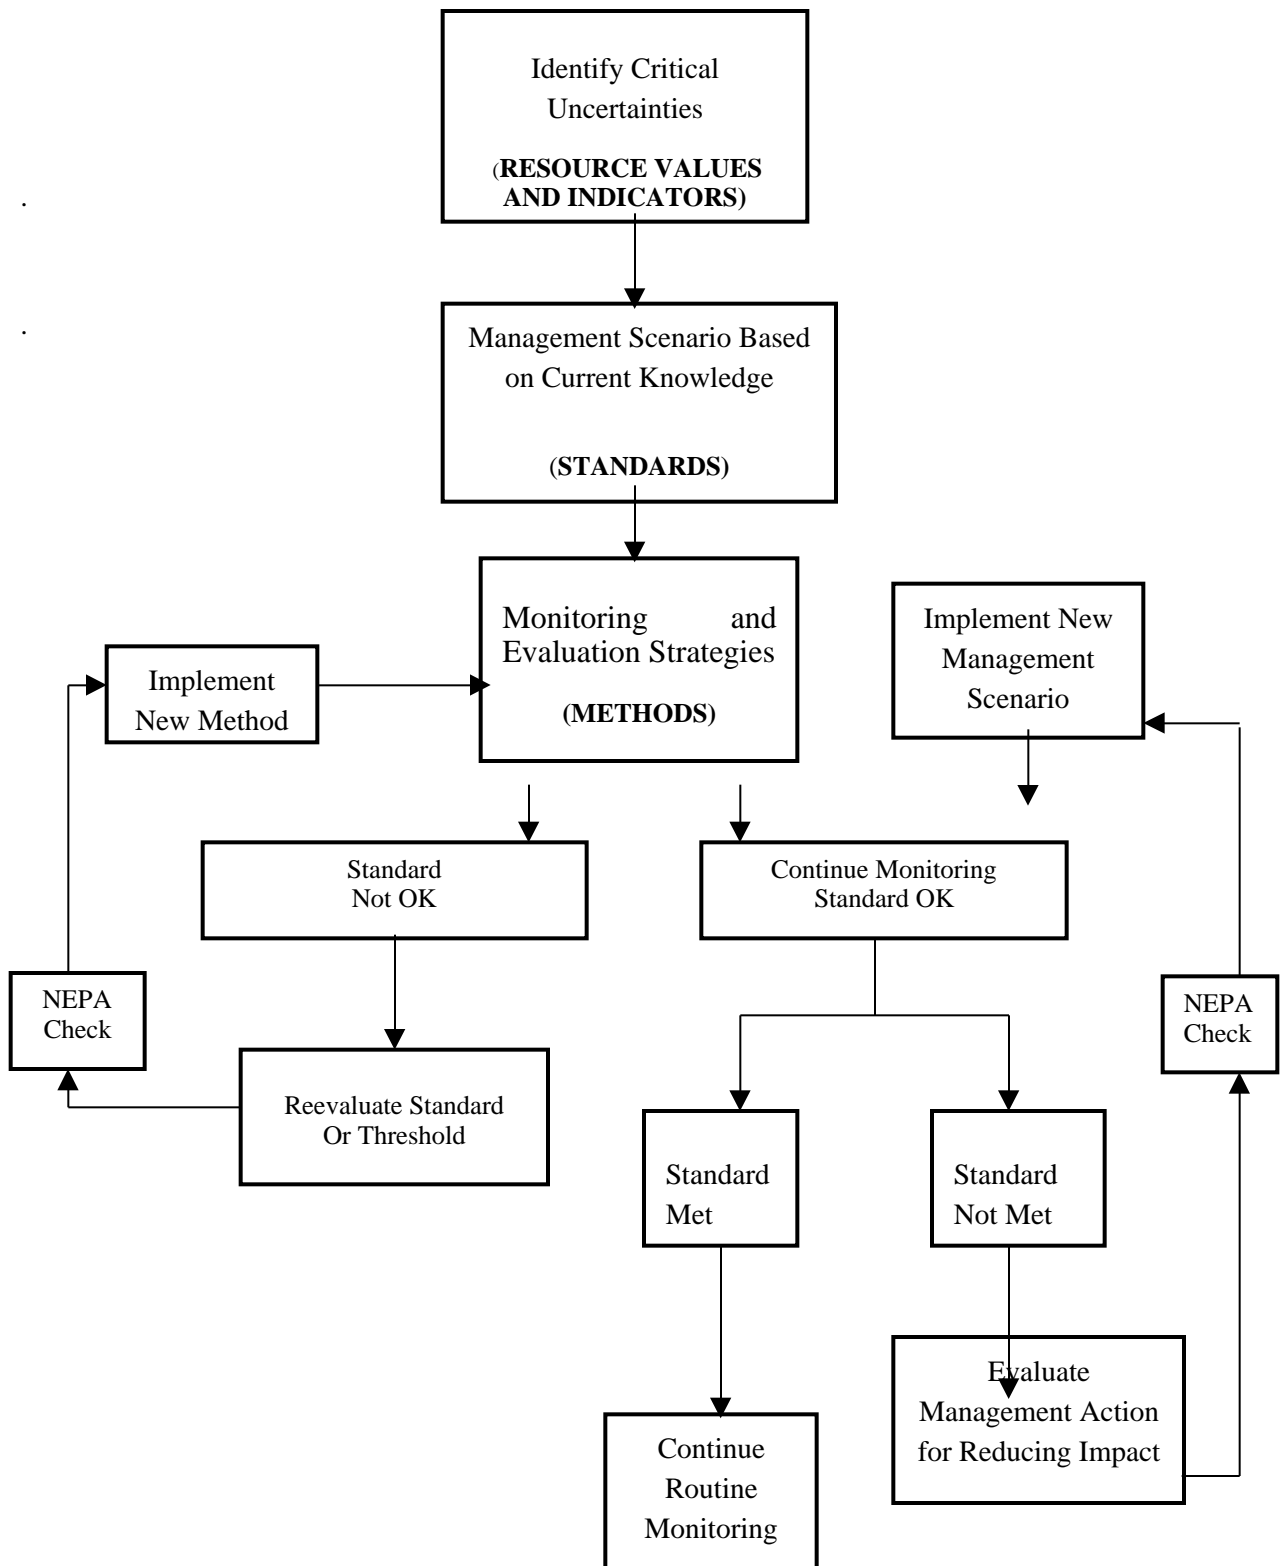 Identify Critical
Uncertainties
(RESOURCE VALUES
AND INDICATORS)
.
.
Management Scenario Based
on Current Knowledge
(STANDARDS)
Monitoring and
Evaluation Strategies
(METHODS)
Implement New
Management
Scenario
Implement
New Method
Standard
Not OK
Continue Monitoring
Standard OK
NEPA
Check
NEPA
Check
Reevaluate Standard
Or Threshold
Standard
Met
Standard
Not Met
Evaluate
Management Action
for Reducing Impact
Continue
Routine
Monitoring